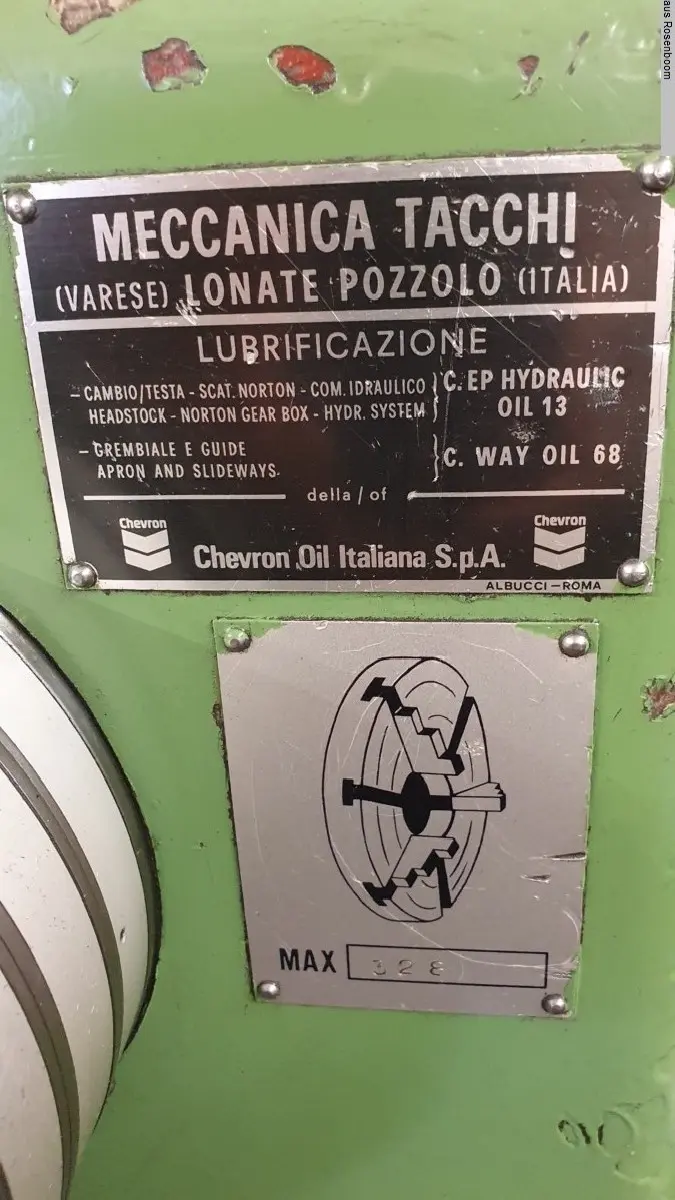 aus Rosenboom
MECCANICA TACCHI
(VARESE) LONATE POZZOLO (ITALIA)
LUBRIFICAZIONE
- CAMBIO/TESTA - SCAT. NORTON - COM. IDRAULICO
HEADSTOCK - NORTON GEAR BOX - HYDR. SYSTEM
C. EP HYDRAULIC
OIL 13
- GREMBIALE E GUIDE
APRON AND SLIDEWAYS.
C. WAY OIL 68
della / of
Chevron
Chevron
Chevron Oil Italiana S.p.A.
ALBUCCI-ROMA
MAX 328